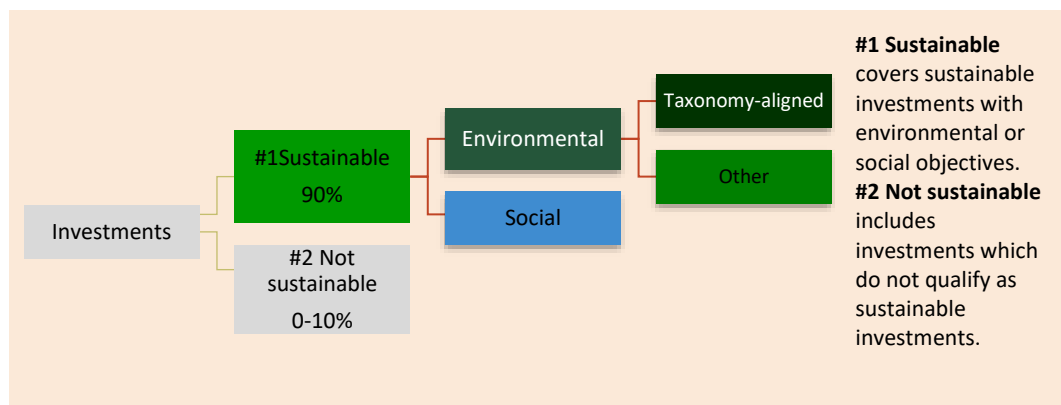 Investments
#1Sustainable
90%
#2 Not
sustainable
0-10%
Environmental
Social
Taxonomy-aligned
Other
#1 Sustainable
covers sustainable
investments with
environmental or
social objectives.
#2 Not sustainable
includes
investments which
do not qualify as
sustainable
investments.